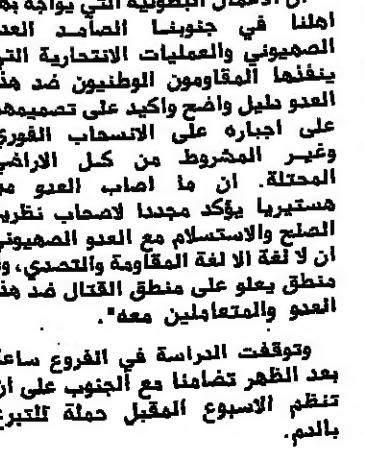 ان الاعمال البطولية التي يواجه به
اهلنا في جنوبنا الصامد العدو
الصهيوني والعمليات الانتحارية التي
ينفذها المقاومون الوطنيون ضد هذ
العدو دليل واضح واكيد على تصميمهم
على اجباره على الانسحاب الفوري
وغير المشروط من كل الاراضي
المحتلة. ان ما اصاب العدو من
هستيريا يؤكد مجددا لاصحاب نظرية
الصلح والاستسلام مع العدو الصهيوني
ان لا لغة الا لغة المقاومة والتصدي، و
منطق يعلو على منطق القتال ضد هذ
العدو والمتعاملين معه".
وتوقفت الدراسة في الفروع ساعة
بعد الظهر تضامنا مع الجنوب على ان
تنظم الاسبوع المقبل حملة للتبرع
بالدم.